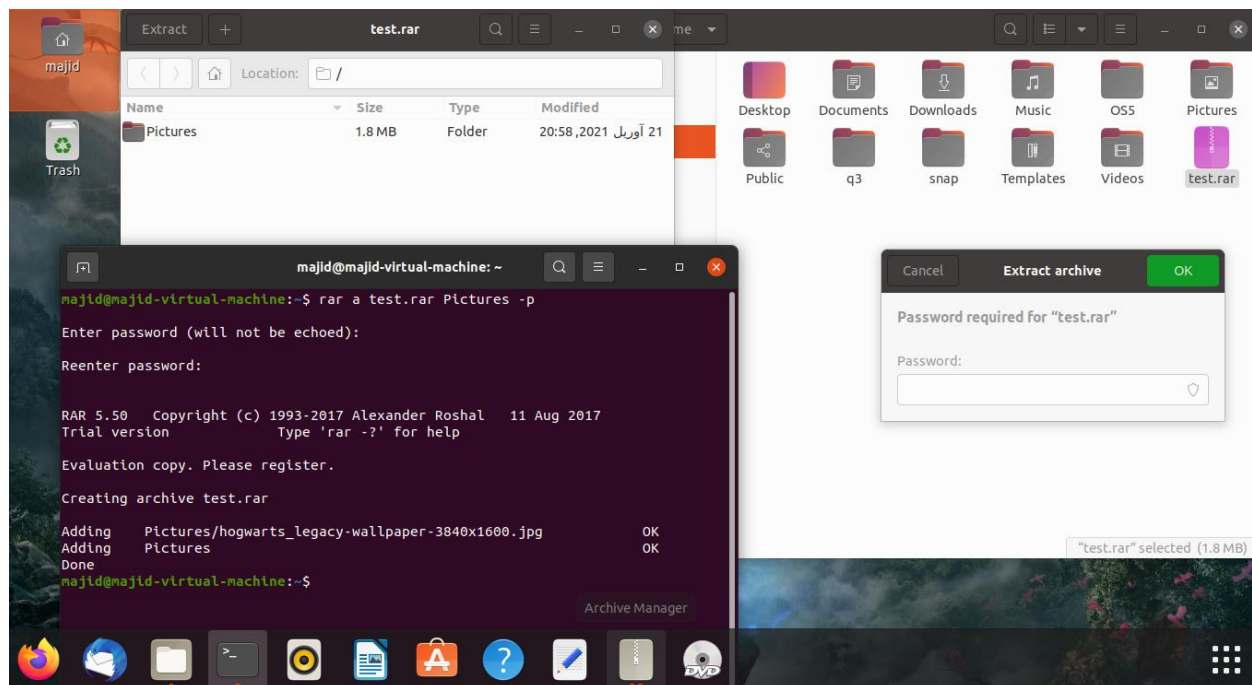 majid
Trash
Extract
test.rar
Location: /
Name Size Type Modified
Pictures 1.8 MB Folder 21 آوریل 2021، 20:58
me
Desktop Documents Downloads Music OS5 Pictures
Public q3 snap Templates Videos test.rar
majid@majid-virtual-machine: ~
majid@majid-virtual-machine:~$ rar a test.rar Pictures -p
Enter password (will not be echoed):
Reenter password:
RAR 5.50 Copyright (c) 1993-2017 Alexander Roshal 11 Aug 2017
Trial version Type 'rar -?' for help
Evaluation copy. Please register.
Creating archive test.rar
Adding Pictures/hogwarts_legacy-wallpaper-3840x1600.jpg OK
Adding Pictures OK
Done
majid@majid-virtual-machine:~$
Cancel Extract archive OK
Password required for “test.rar”
Password:
“test.rar” selected (1.8 MB)
Archive Manager
DVD